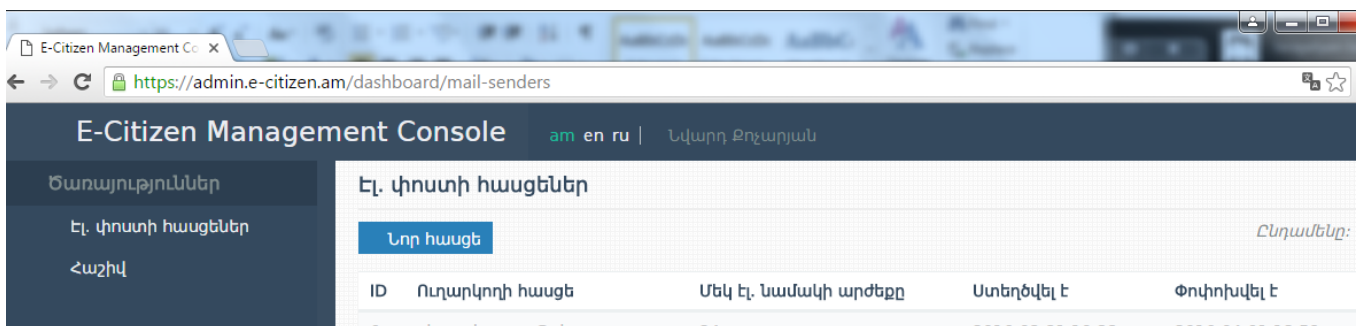 E-Citizen Management Co
https://admin.e-citizen.am/dashboard/mail-senders
E-Citizen Management Console am en ru | Նվարդ Քոչարյան
Ծառայություններ
Էլ. փոստի հասցեներ
Էլ. փոստի հասցեներ
Հաշիվ
Նոր հասցե
Ընդամենը:
ID Ուղարկողի հասցե Մեկ էլ. նամակի արժեքը Ստեղծվել է Փոփոխվել է